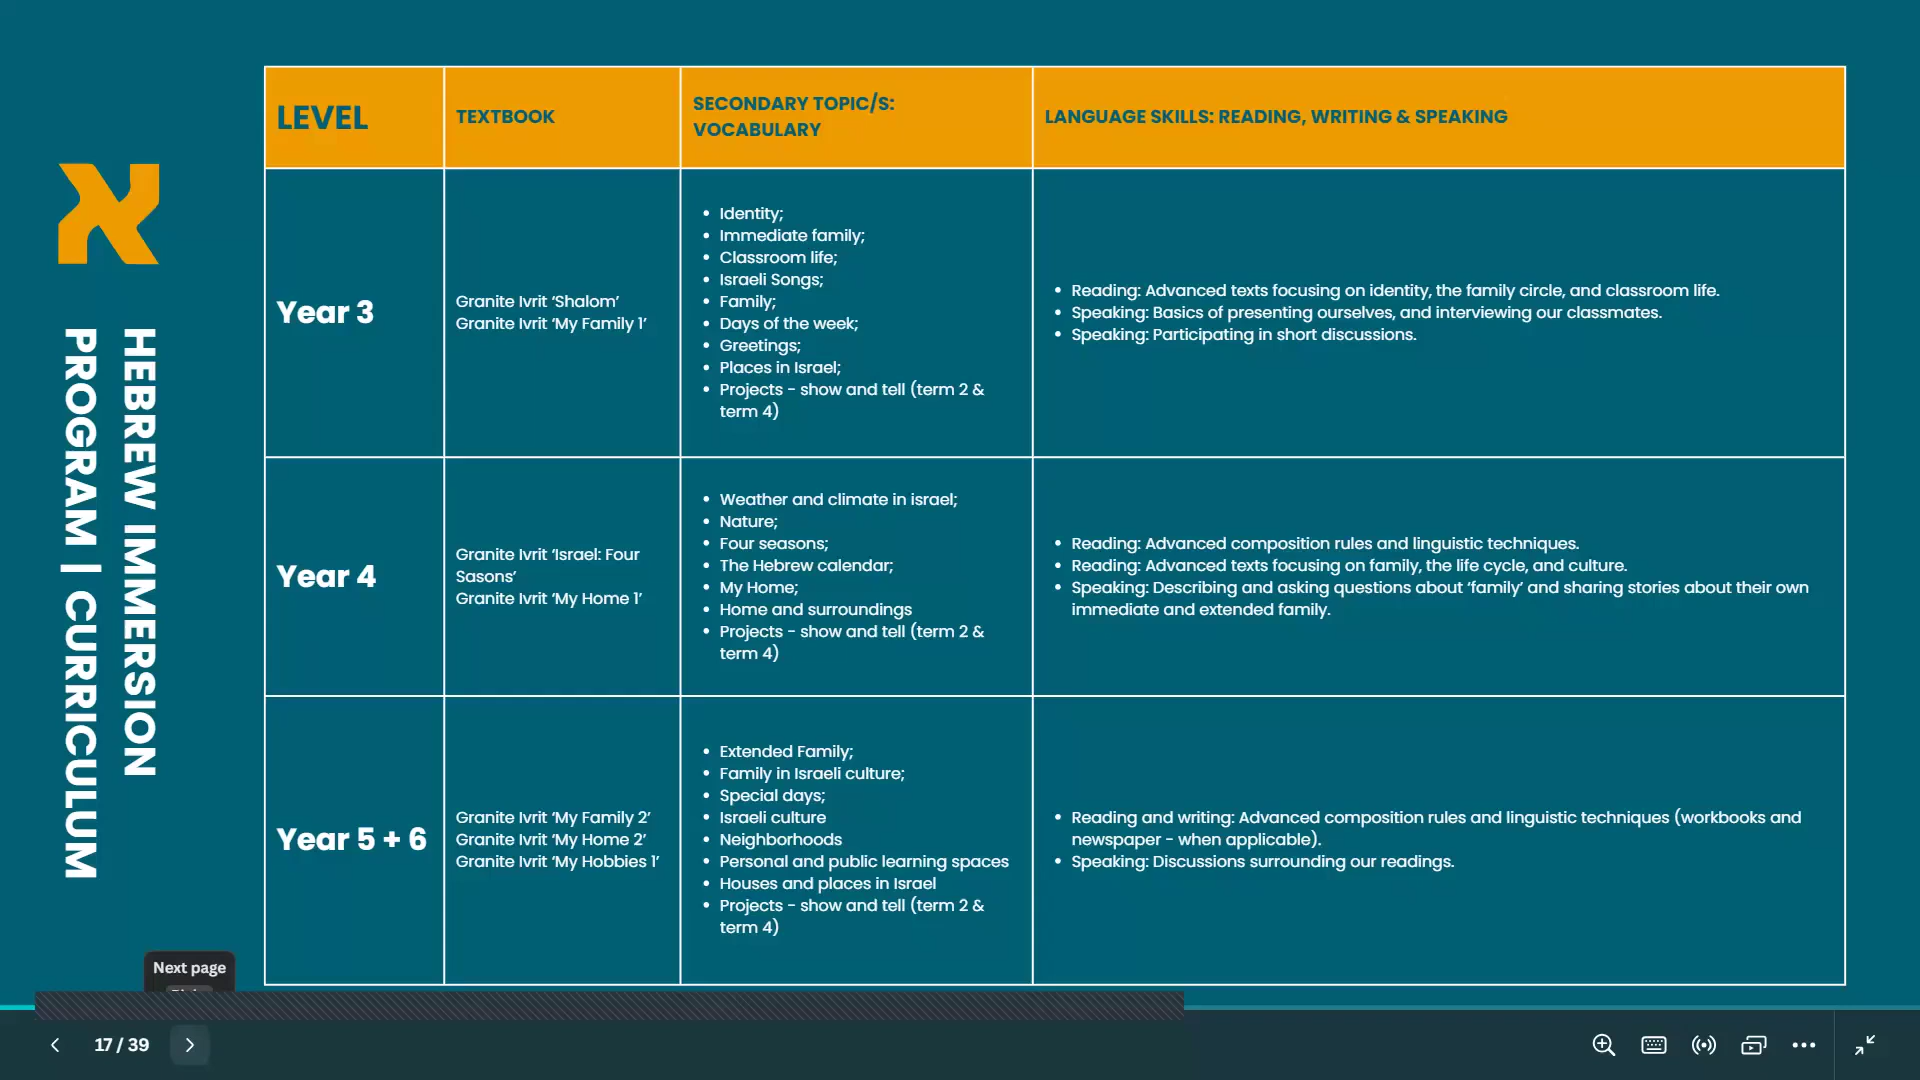 א
HEBREW IMMERSION
PROGRAM | CURRICULUM
LEVEL
TEXTBOOK
SECONDARY TOPIC/S:
VOCABULARY
LANGUAGE SKILLS: READING, WRITING & SPEAKING
Year 3
Granite Ivrit ‘Shalom’
Granite Ivrit ‘My Family 1’
• Identity;
• Immediate family;
• Classroom life;
• Israeli Songs;
• Family;
• Days of the week;
• Greetings;
• Places in Israel;
• Projects - show and tell (term 2 &
term 4)
• Reading: Advanced texts focusing on identity, the family circle, and classroom life.
• Speaking: Basics of presenting ourselves, and interviewing our classmates.
• Speaking: Participating in short discussions.
Year 4
Granite Ivrit ‘Israel: Four
Sasons’
Granite Ivrit ‘My Home 1’
• Weather and climate in israel;
• Nature;
• Four seasons;
• The Hebrew calendar;
• My Home;
• Home and surroundings
• Projects - show and tell (term 2 &
term 4)
• Reading: Advanced composition rules and linguistic techniques.
• Reading: Advanced texts focusing on family, the life cycle, and culture.
• Speaking: Describing and asking questions about ‘family’ and sharing stories about their own
immediate and extended family.
Year 5 + 6
Granite Ivrit ‘My Family 2’
Granite Ivrit ‘My Home 2’
Granite Ivrit ‘My Hobbies 1’
• Extended Family;
• Family in Israeli culture;
• Special days;
• Israeli culture
• Neighborhoods
• Personal and public learning spaces
• Houses and places in Israel
• Projects - show and tell (term 2 &
term 4)
• Reading and writing: Advanced composition rules and linguistic techniques (workbooks and
newspaper - when applicable).
• Speaking: Discussions surrounding our readings.
Next page
17 / 39